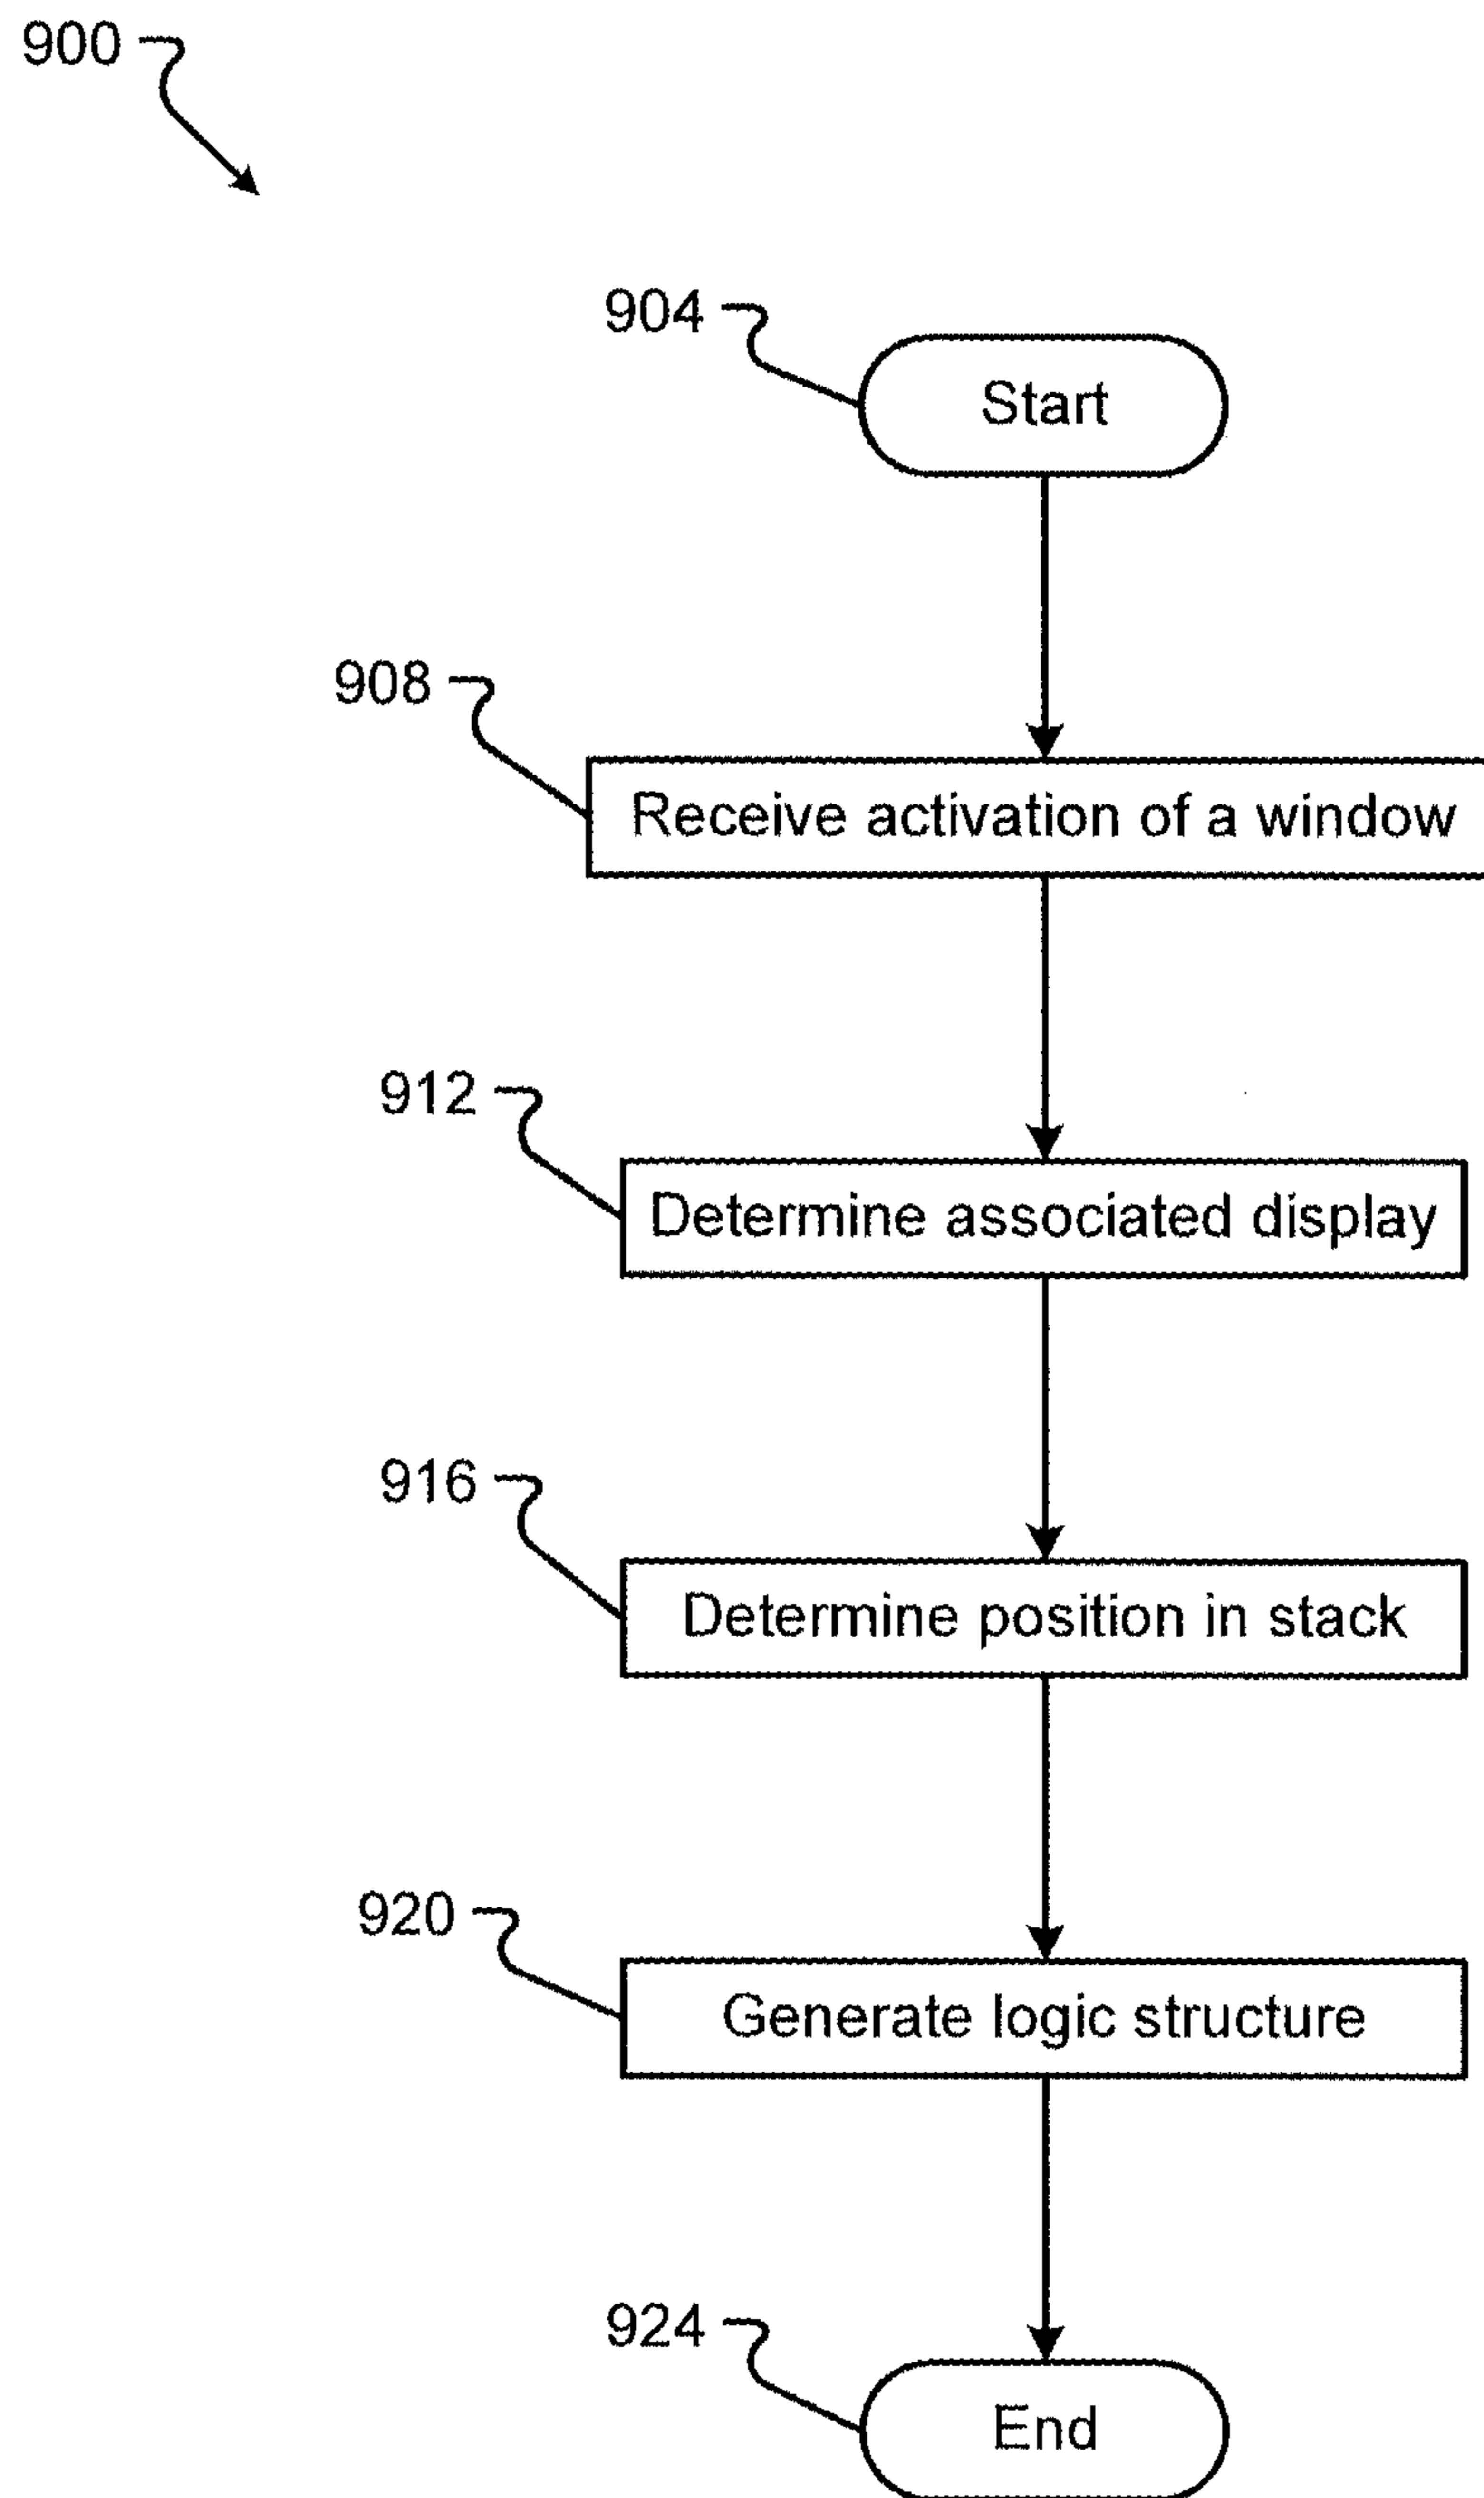 900
904
Start
908
Receive activation of a window
912
Determine associated display
916
Determine position in stack
920
Generate logic structure
924
End